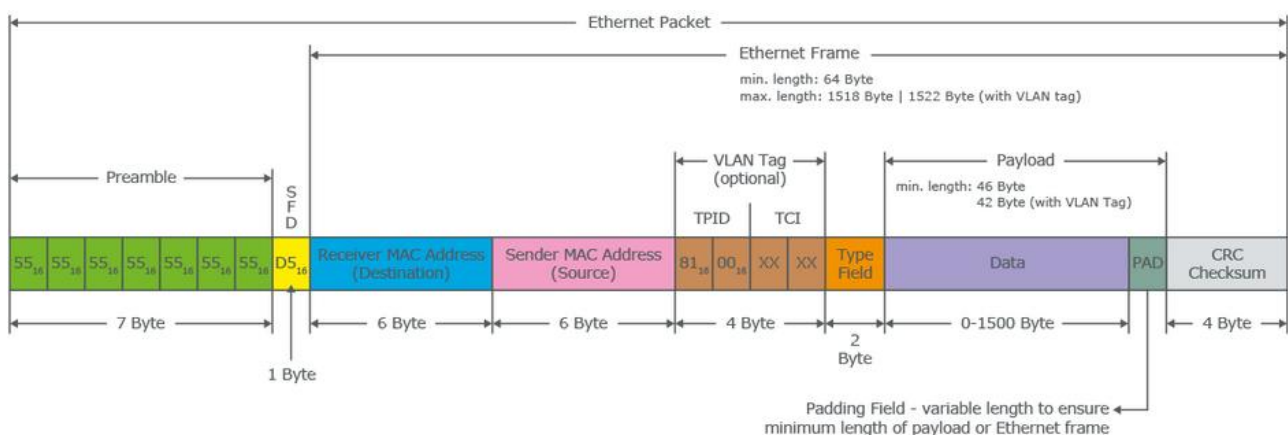 Ethernet Packet
Ethernet Frame
min. length: 64 Byte
max. length: 1518 Byte | 1522 Byte (with VLAN tag)
Preamble
SFD
VLAN Tag
(optional)
Payload
min. length: 46 Byte
42 Byte (with VLAN Tag)
TPID TCI
55₁₆ 55₁₆ 55₁₆ 55₁₆ 55₁₆ 55₁₆ 55₁₆ D5₁₆
Receiver MAC Address
(Destination)
Sender MAC Address
(Source)
81₁₆ 00₁₆ XX XX
Type
Field
Data
PAD
CRC
Checksum
7 Byte
1 Byte
6 Byte
6 Byte
4 Byte
2
Byte
0-1500 Byte
4 Byte
Padding Field - variable length to ensure
minimum length of payload or Ethernet frame